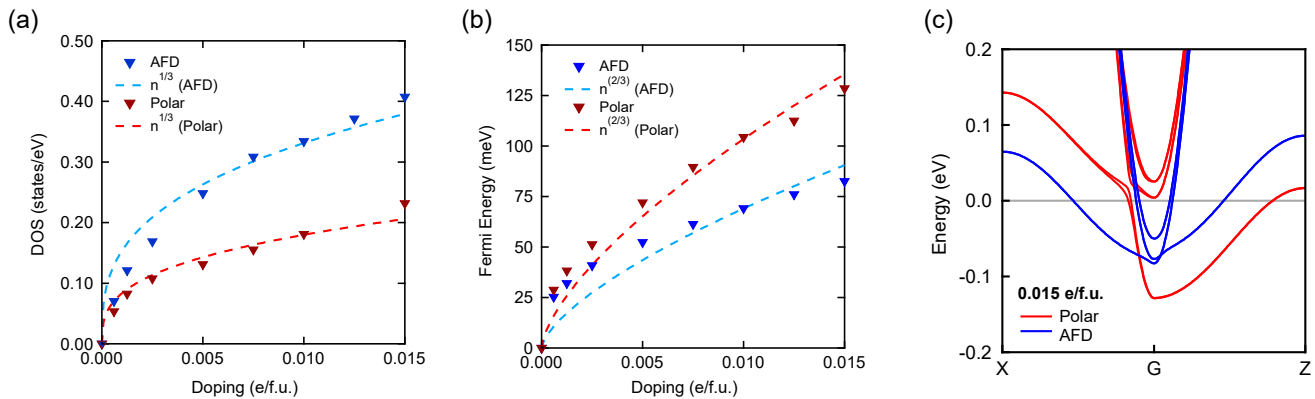 (a)
0.50
0.40
0.30
0.20
0.10
0.00
DOS (states/eV)
AFD
n^1/3 (AFD)
Polar
n^1/3 (Polar)
0.000
0.005
0.010
0.015
Doping (e/f.u.)
(b)
150
125
100
75
50
25
0
Fermi Energy (meV)
AFD
n^(2/3) (AFD)
Polar
n^(2/3) (Polar)
0.000
0.005
0.010
0.015
Doping (e/f.u.)
(c)
0.2
0.1
0.0
-0.1
-0.2
Energy (eV)
0.015 e/f.u.
Polar
AFD
X
G
Z